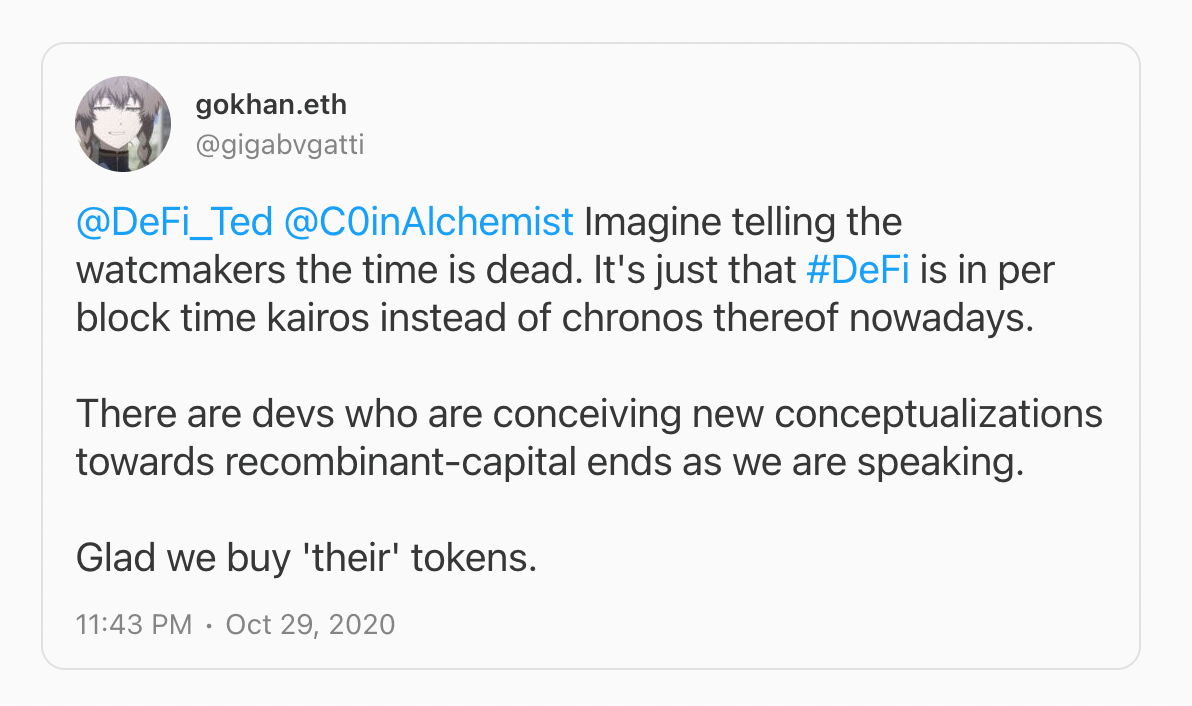 gokhan.eth
@gigabvgatti
@DeFi_Ted @C0inAlchemist Imagine telling the
watcmakers the time is dead. It's just that #DeFi is in per
block time kairos instead of chronos thereof nowadays.
There are devs who are conceiving new conceptualizations
towards recombinant-capital ends as we are speaking.
Glad we buy 'their' tokens.
11:43 PM · Oct 29, 2020